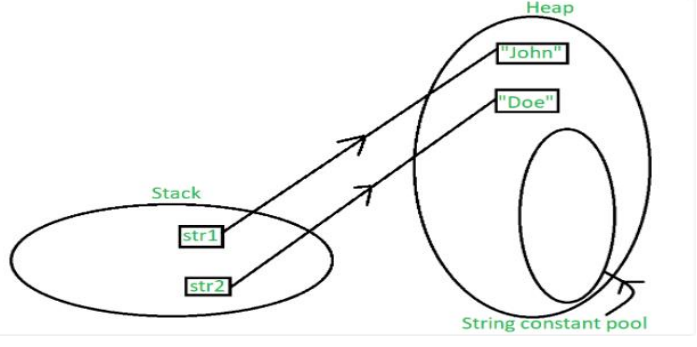 Heap
"John"
"Doe"
Stack
str1
str2
String constant pool